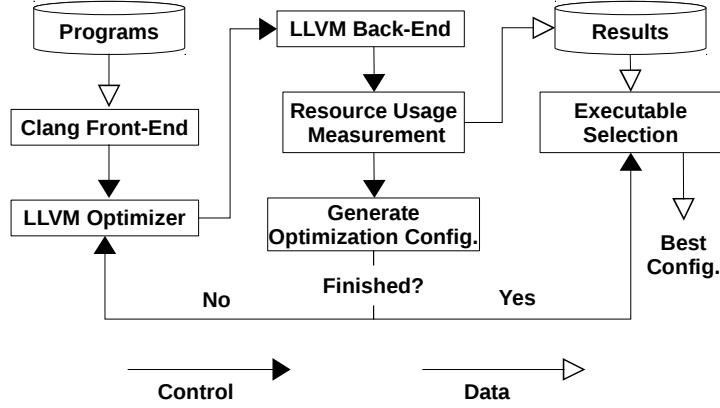 Programs
LLVM Back-End
Results
Clang Front-End
Resource Usage
Measurement
Executable
Selection
LLVM Optimizer
Generate
Optimization Config.
Best
Config.
Finished?
No
Yes
Control
Data